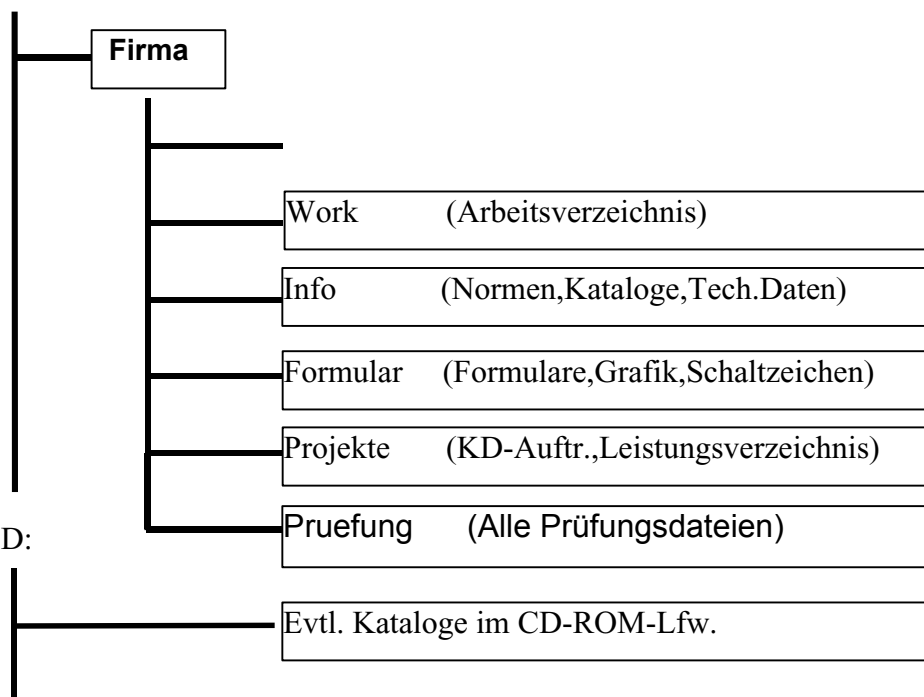 Firma
Work (Arbeitsverzeichnis)
Info (Normen,Kataloge,Tech.Daten)
Formular (Formulare,Grafik,Schaltzeichen)
Projekte (KD-Auftr.,Leistungsverzeichnis)
Pruefung (Alle Prüfungsdateien)
D:
Evtl. Kataloge im CD-ROM-Lfw.